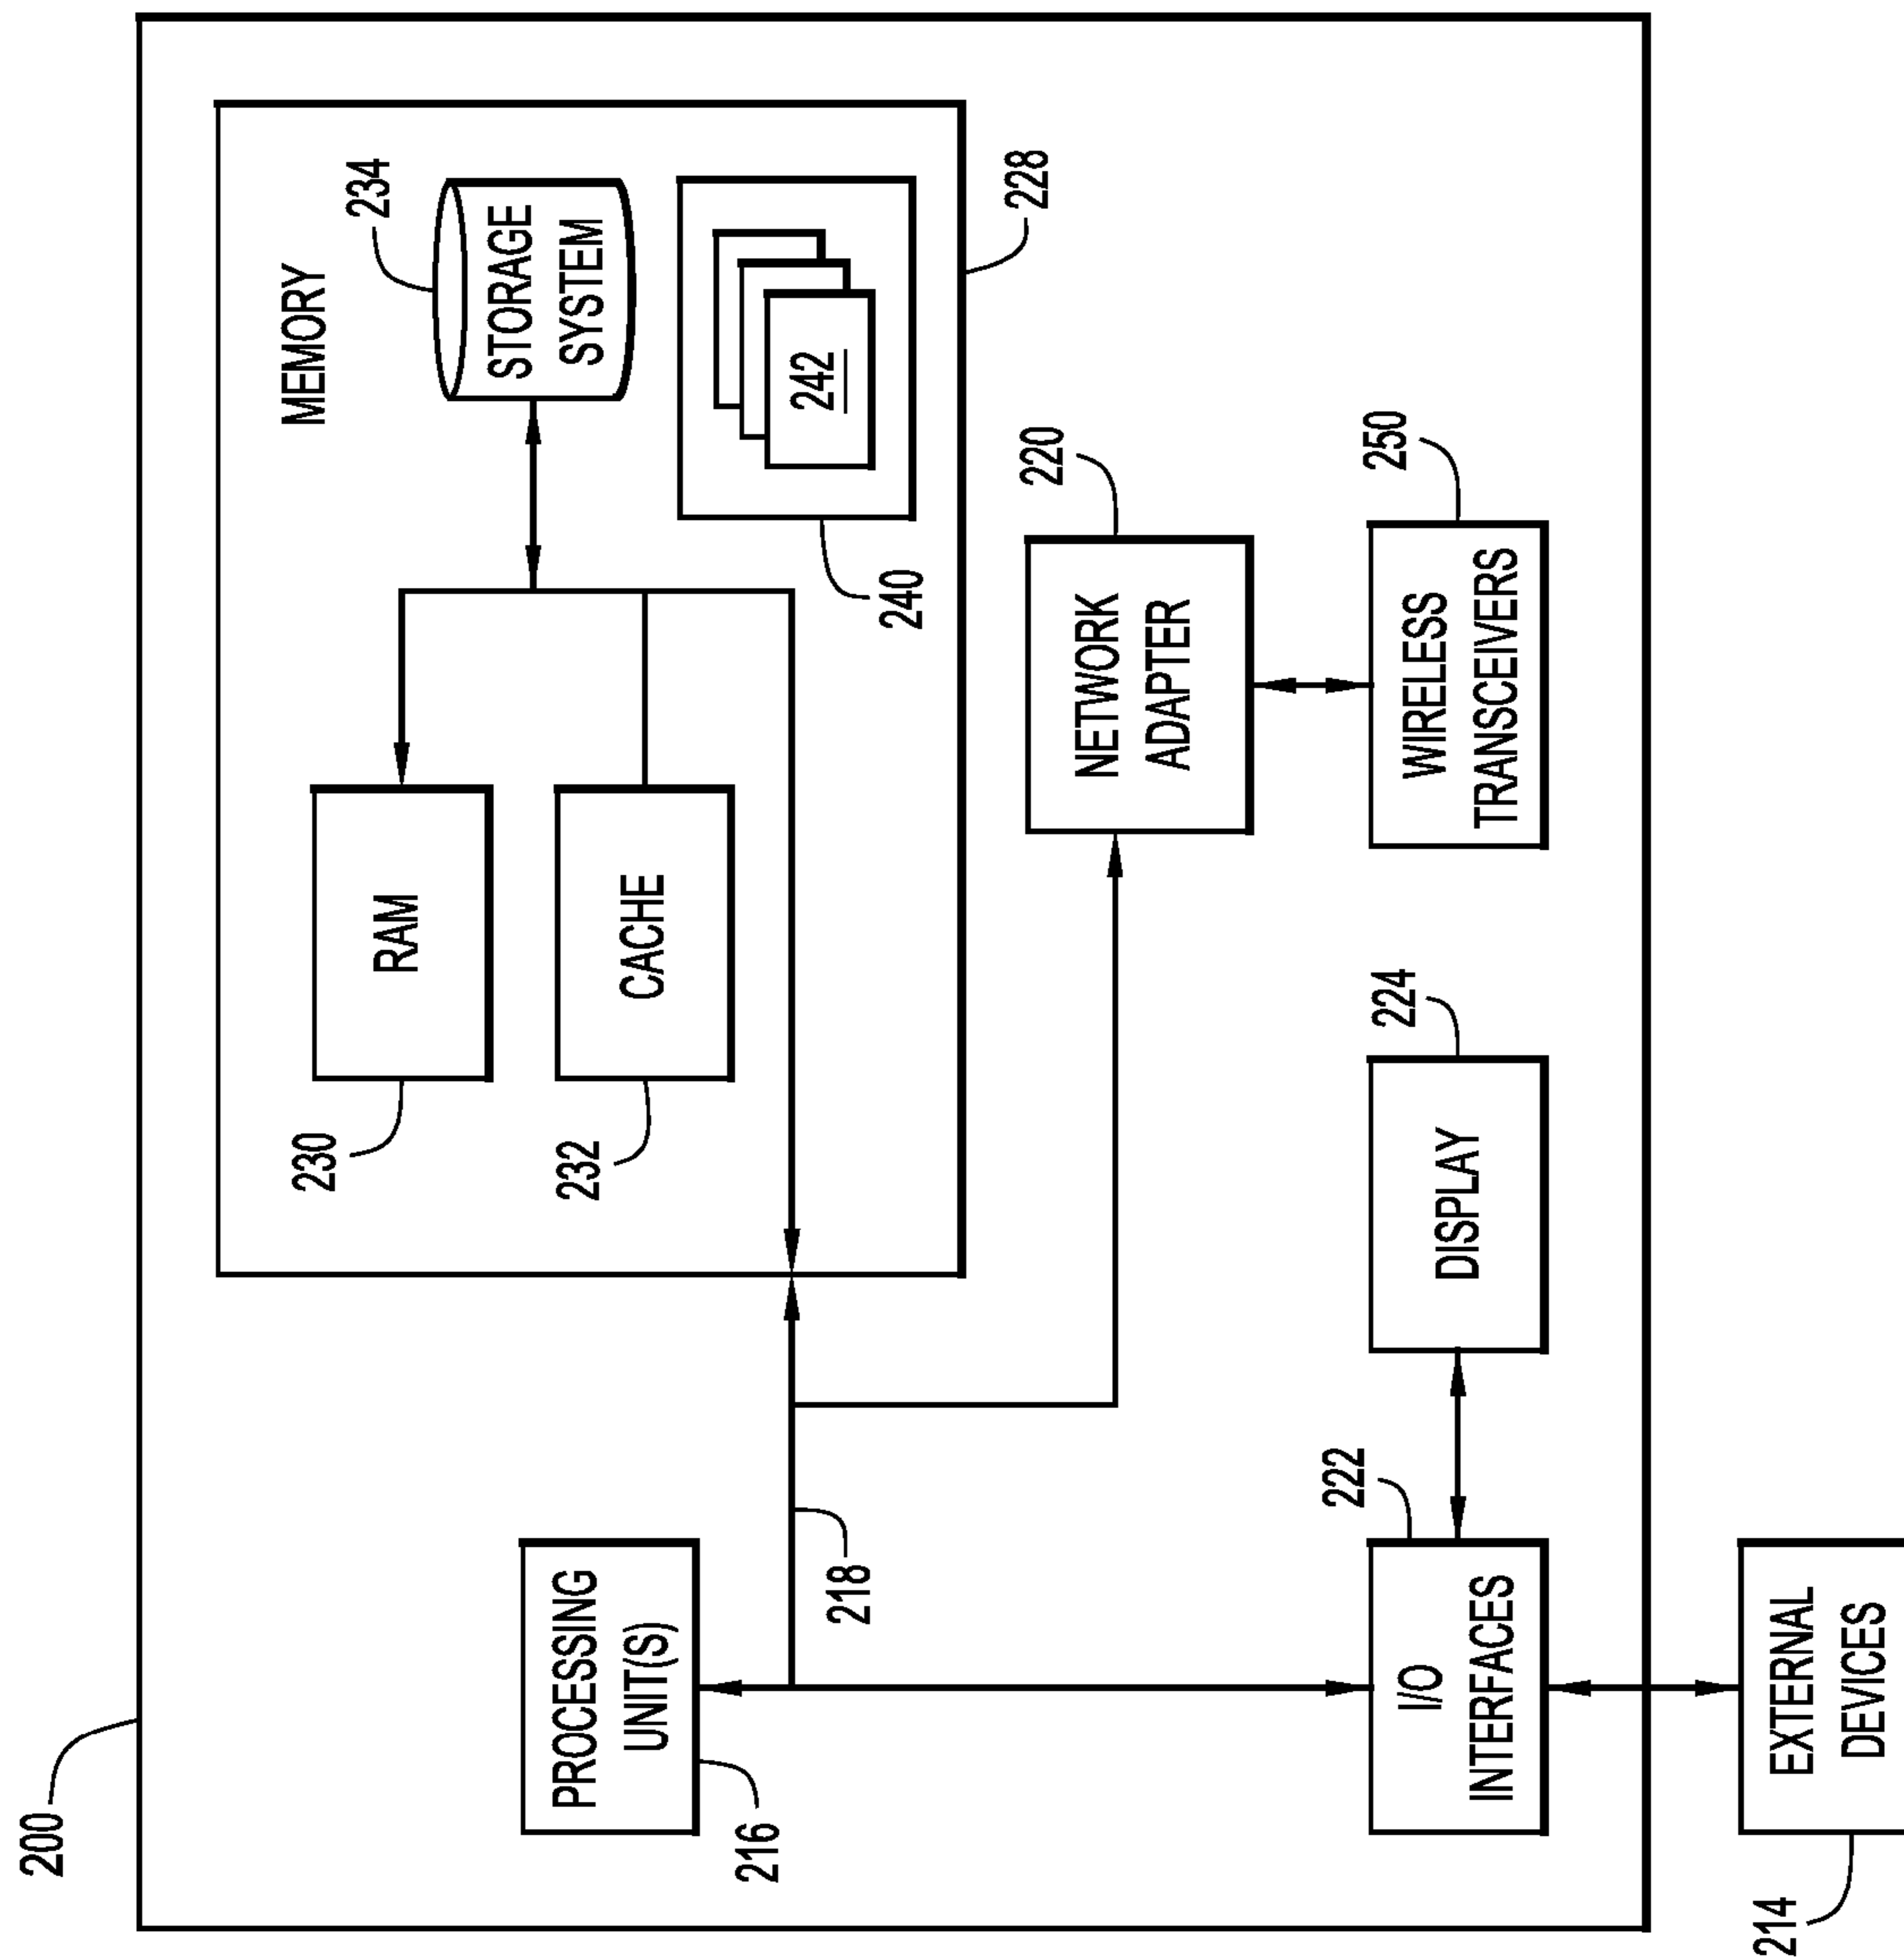 200
MEMORY
234
STORAGE
SYSTEM
RAM
230
CACHE
232
242
240
228
PROCESSING
UNIT(S)
216
218
220
NETWORK
ADAPTER
222
I/O
INTERFACES
224
DISPLAY
250
WIRELESS
TRANSCEIVERS
214
EXTERNAL
DEVICES